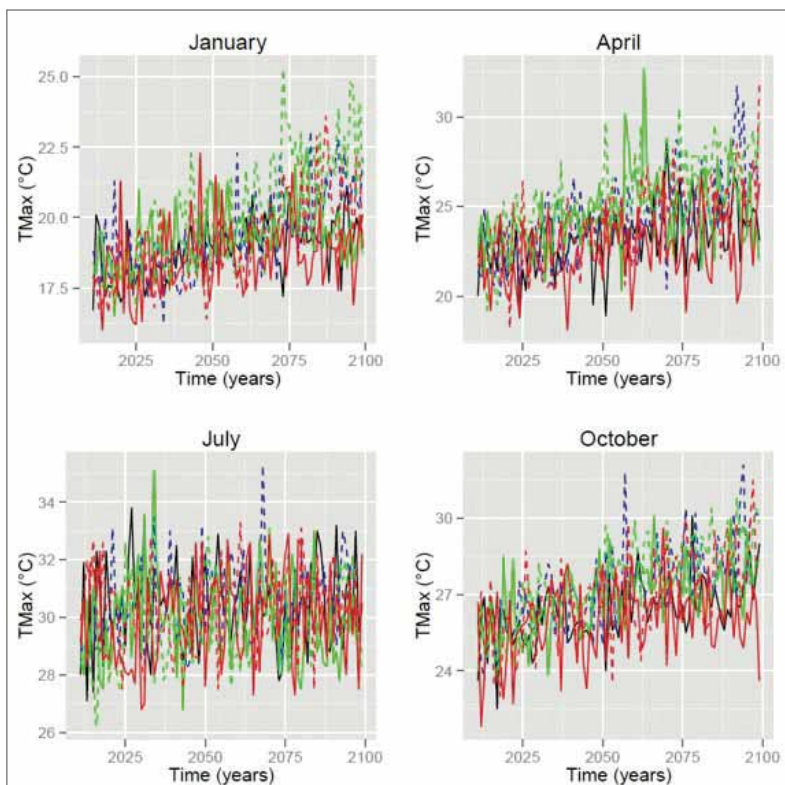 January
TMax (°C)
25.0
22.5
20.0
17.5
2025 2050 2075 2100
Time (years)
April
TMax (°C)
30
25
20
2025 2050 2075 2100
Time (years)
July
TMax (°C)
34
32
30
28
26
2025 2050 2075 2100
Time (years)
October
TMax (°C)
30
27
24
2025 2050 2075 2100
Time (years)